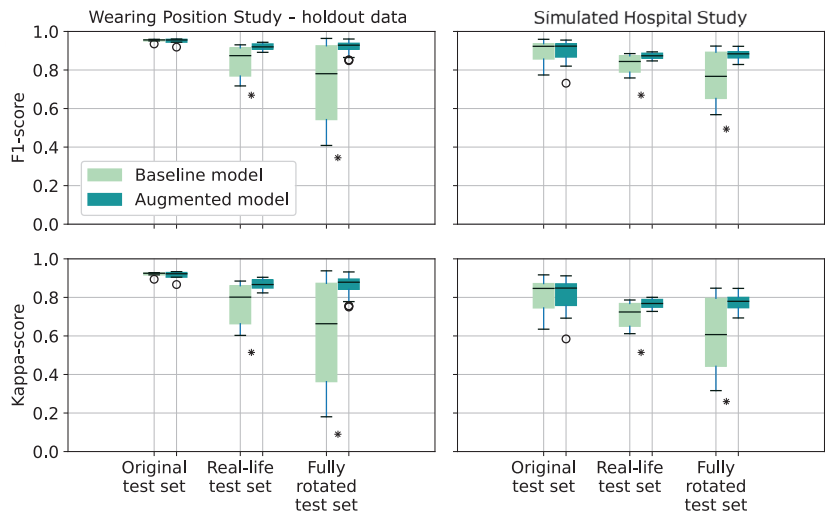 Wearing Position Study – holdout data
Simulated Hospital Study
F1-score
1.0
0.8
0.6
0.4
0.2
0.0
Baseline model
Augmented model
*
*
*
*
1.0
0.8
0.6
0.4
0.2
0.0
Kappa-score
*
*
*
*
Original
test set
Real-life
test set
Fully
rotated
test set
Original
test set
Real-life
test set
Fully
rotated
test set